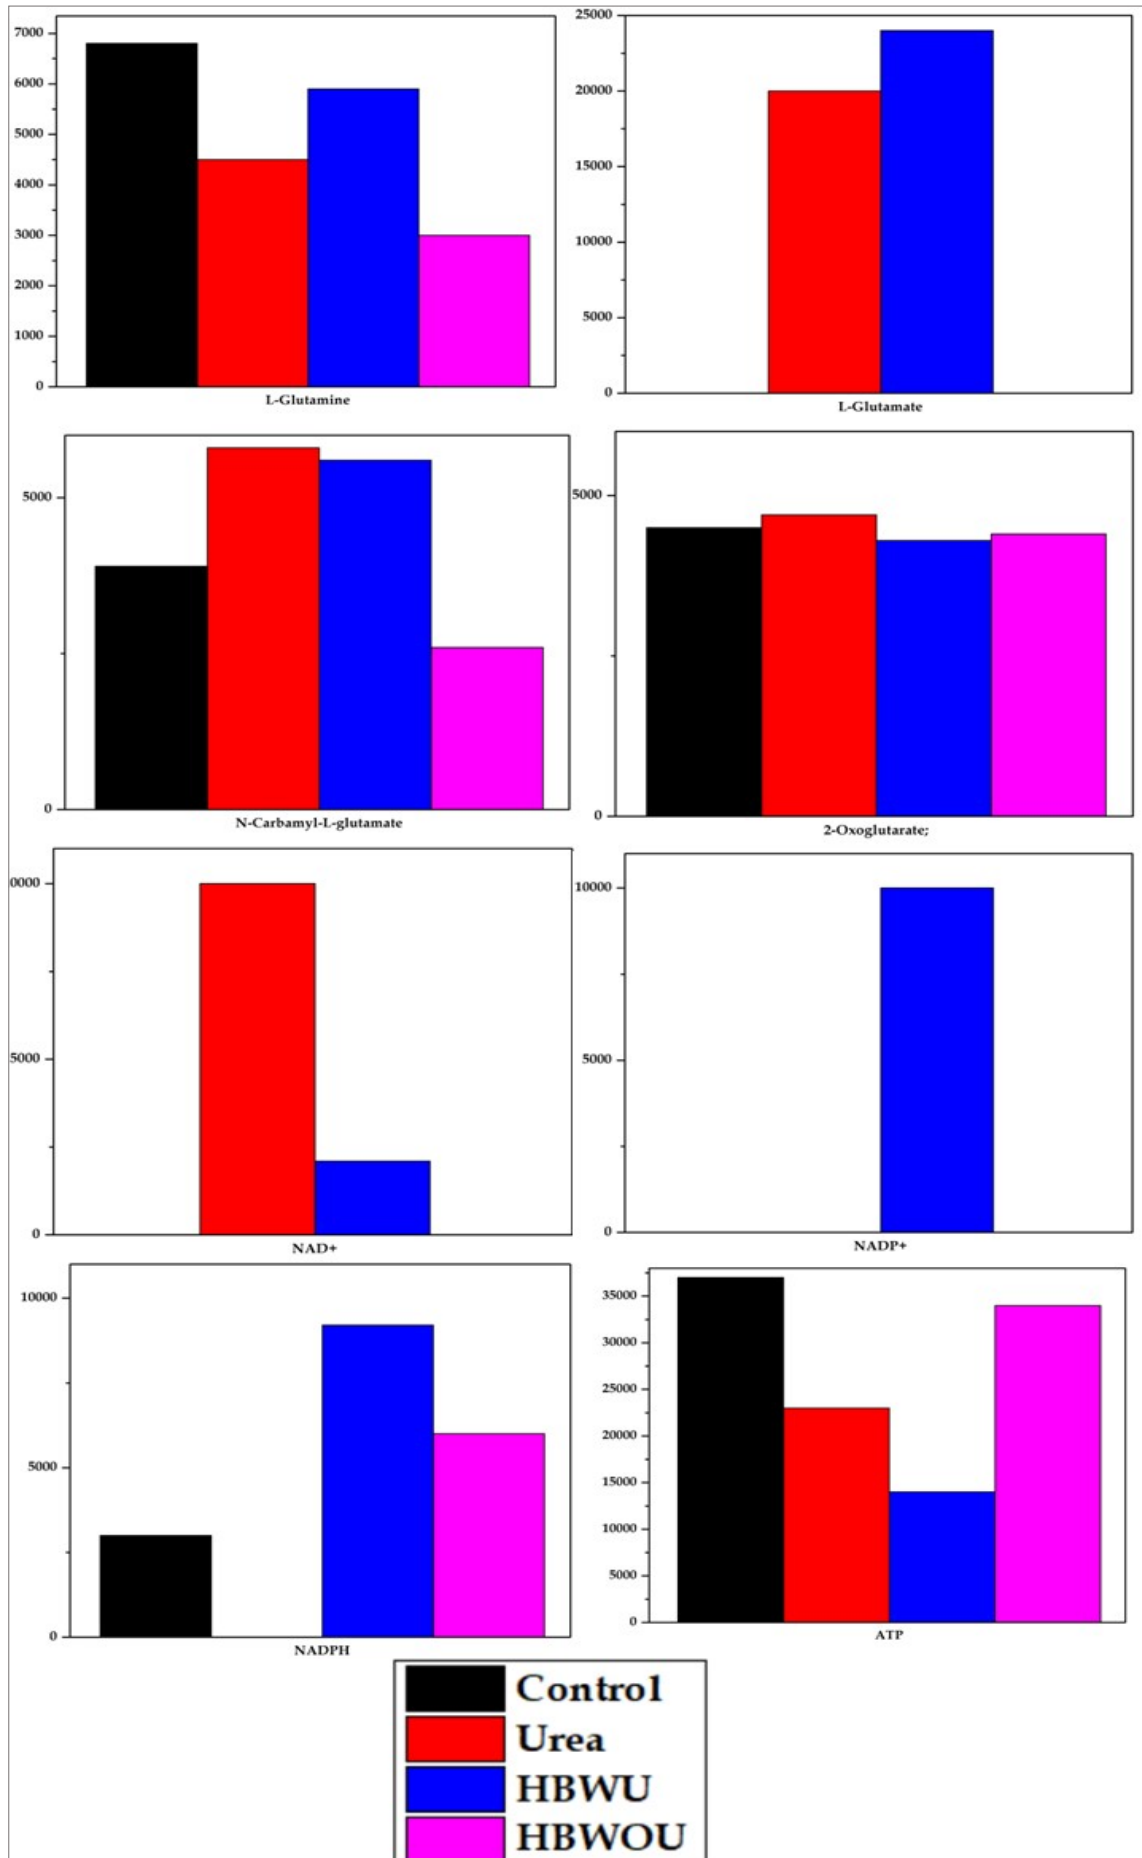 7000
6000
5000
4000
3000
2000
1000
0
L-Glutamine
25000
20000
15000
10000
5000
0
L-Glutamate
5000
0
N-Carbamyl-L-glutamate
5000
0
2-Oxoglutarate;
0000
5000
0
NAD+
10000
5000
0
NADP+
10000
5000
0
NADPH
35000
30000
25000
20000
15000
10000
5000
0
ATP
Control
Urea
HBWU
HBWOU